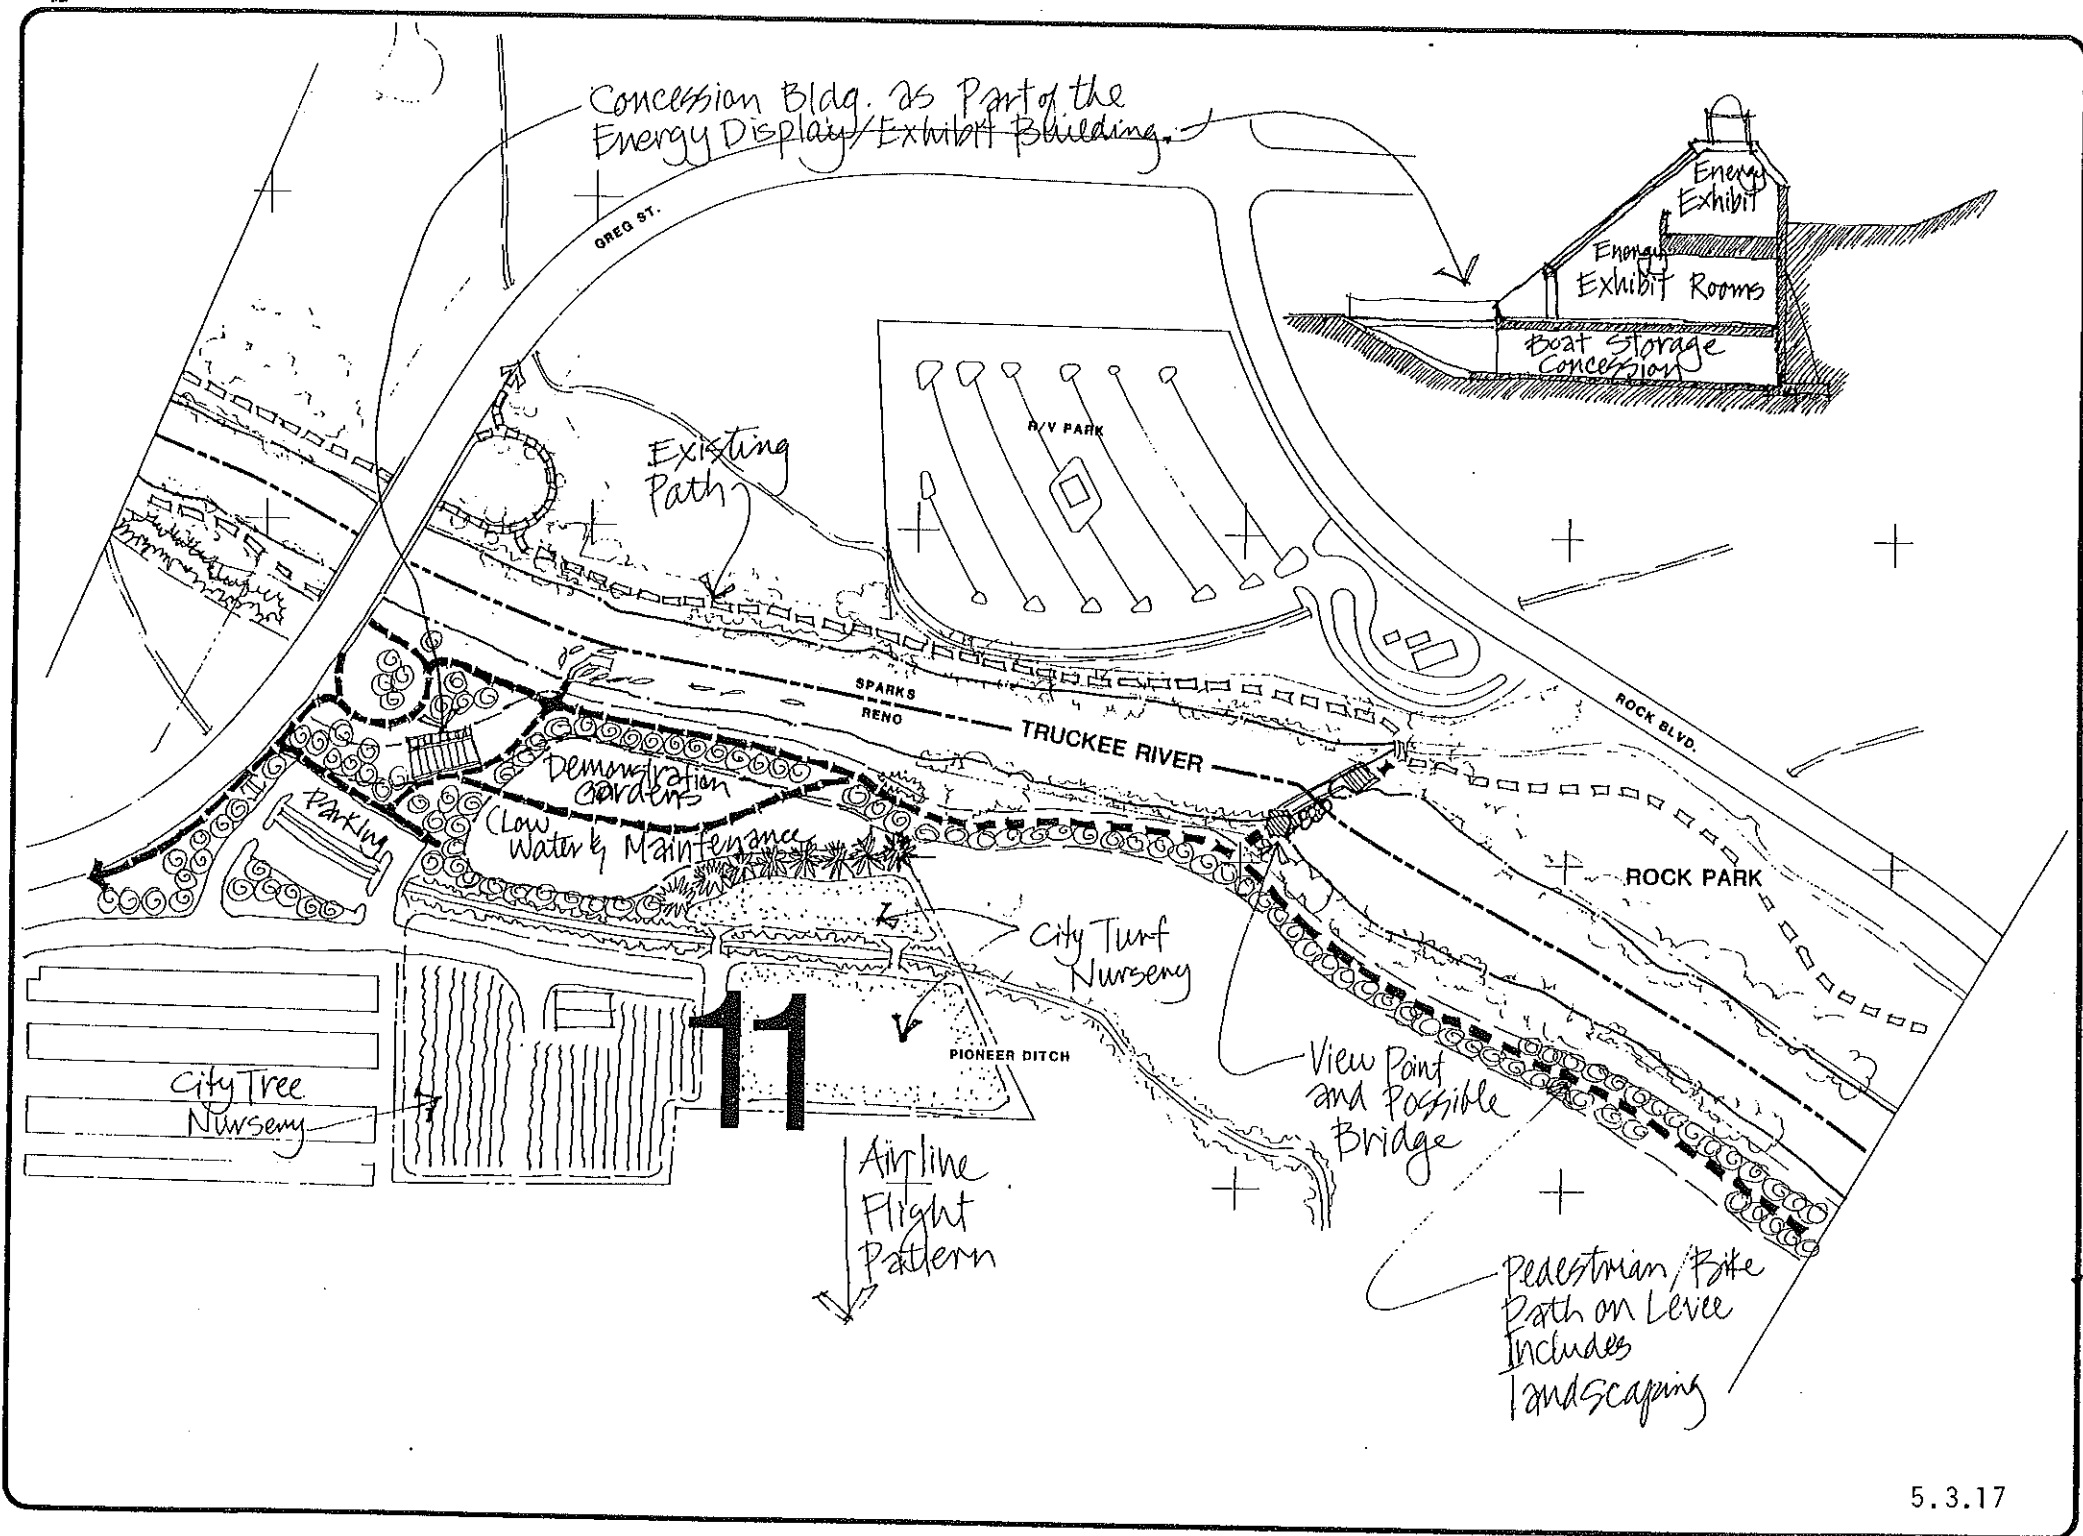 Concession Bldg. as Part of the
Energy Display/Exhibit Building.
Energy
Exhibit
Energy
Exhibit Rooms
Boat Storage
Concession
GREG ST.
R/V PARK
Existing
Path
SPARKS
RENO
TRUCKEE RIVER
ROCK BLVD.
ROCK PARK
Demonstration
Gardens
(Low
Water & Maintenance
Parking
City Turf
Nursery
PIONEER DITCH
11
City Tree
Nursery
View Point
and Possible
Bridge
Airline
Flight
Pattern
Pedestrian/Bike
Path on Levee
Includes
landscaping
5.3.17